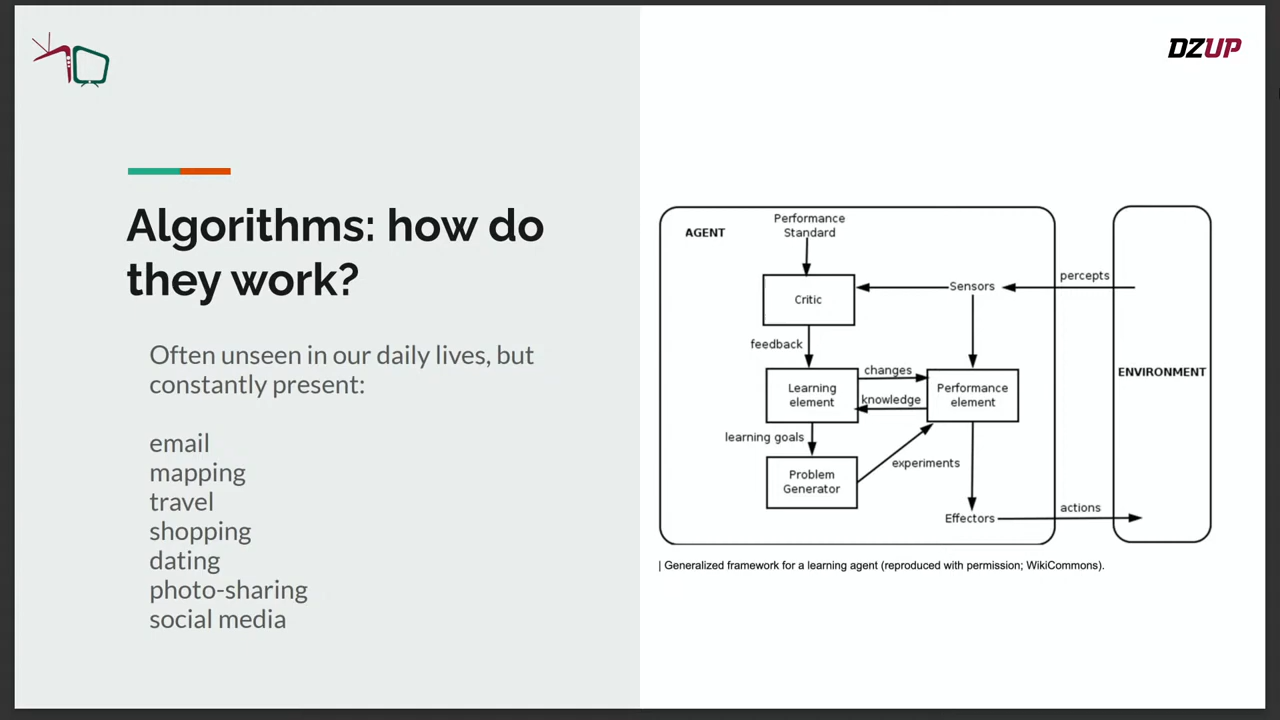 DZUP
Algorithms: how do
they work?
Often unseen in our daily lives, but
constantly present:
email
mapping
travel
shopping
dating
photo-sharing
social media
AGENT
Performance
Standard
Critic
Sensors
percepts
feedback
changes
Learning
element
knowledge
Performance
element
ENVIRONMENT
learning goals
experiments
Problem
Generator
Effectors
actions
| Generalized framework for a learning agent (reproduced with permission; WikiCommons).